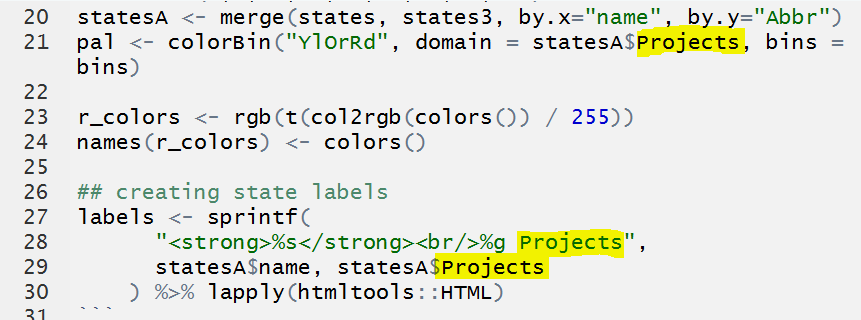 20 statesA <- merge(states, states3, by.x="name", by.y="Abbr")
21 pal <- colorBin("YlOrRd", domain = statesA$Projects, bins =
bins)
22
23 r_colors <- rgb(t(col2rgb(colors()) / 255))
24 names(r_colors) <- colors()
25
26 ## creating state labels
27 labels <- sprintf(
28 "<strong>%s</strong><br/>%g Projects",
29 statesA$name, statesA$Projects
30 ) %>% lapply(htmltools::HTML)
31 ```